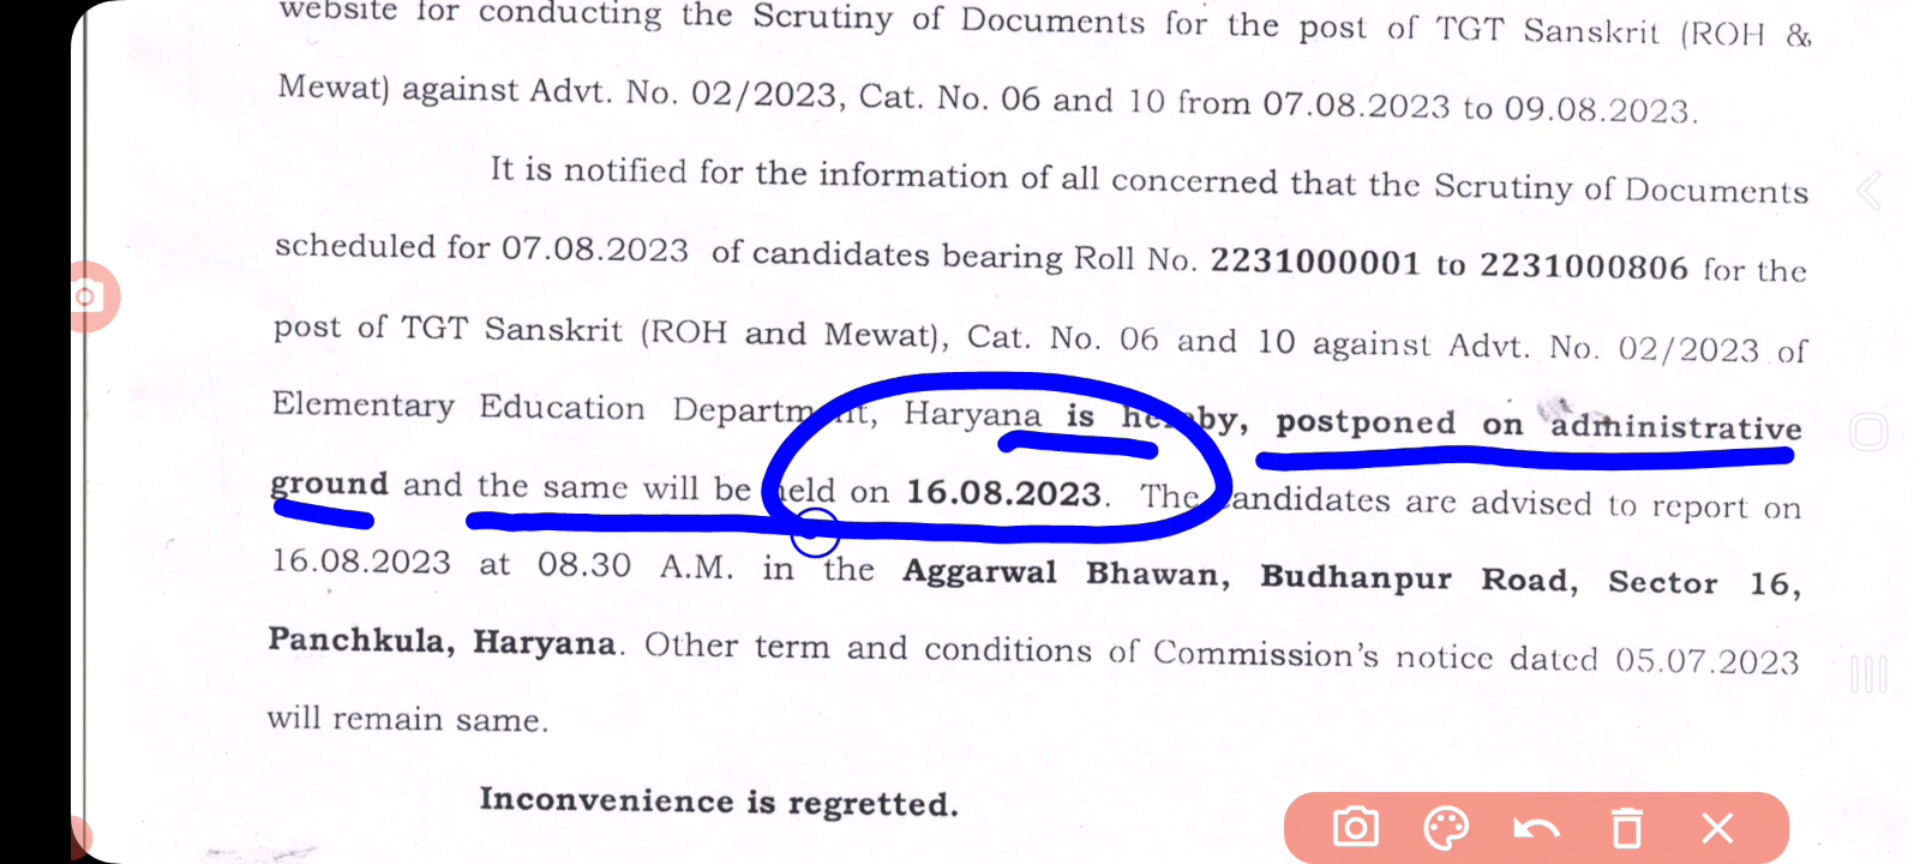 website for conducting the Scrutiny of Documents for the post of TGT Sanskrit (ROH &
Mewat) against Advt. No. 02/2023, Cat. No. 06 and 10 from 07.08.2023 to 09.08.2023.
It is notified for the information of all concerned that the Scrutiny of Documents
scheduled for 07.08.2023 of candidates bearing Roll No. 2231000001 to 2231000806 for the
post of TGT Sanskrit (ROH and Mewat), Cat. No. 06 and 10 against Advt. No. 02/2023 of
Elementary Education Department, Haryana is hereby, postponed on administrative
ground and the same will be held on 16.08.2023. The candidates are advised to report on
16.08.2023 at 08.30 A.M. in the Aggarwal Bhawan, Budhanpur Road, Sector 16,
Panchkula, Haryana. Other term and conditions of Commission's notice dated 05.07.2023
will remain same.
Inconvenience is regretted.